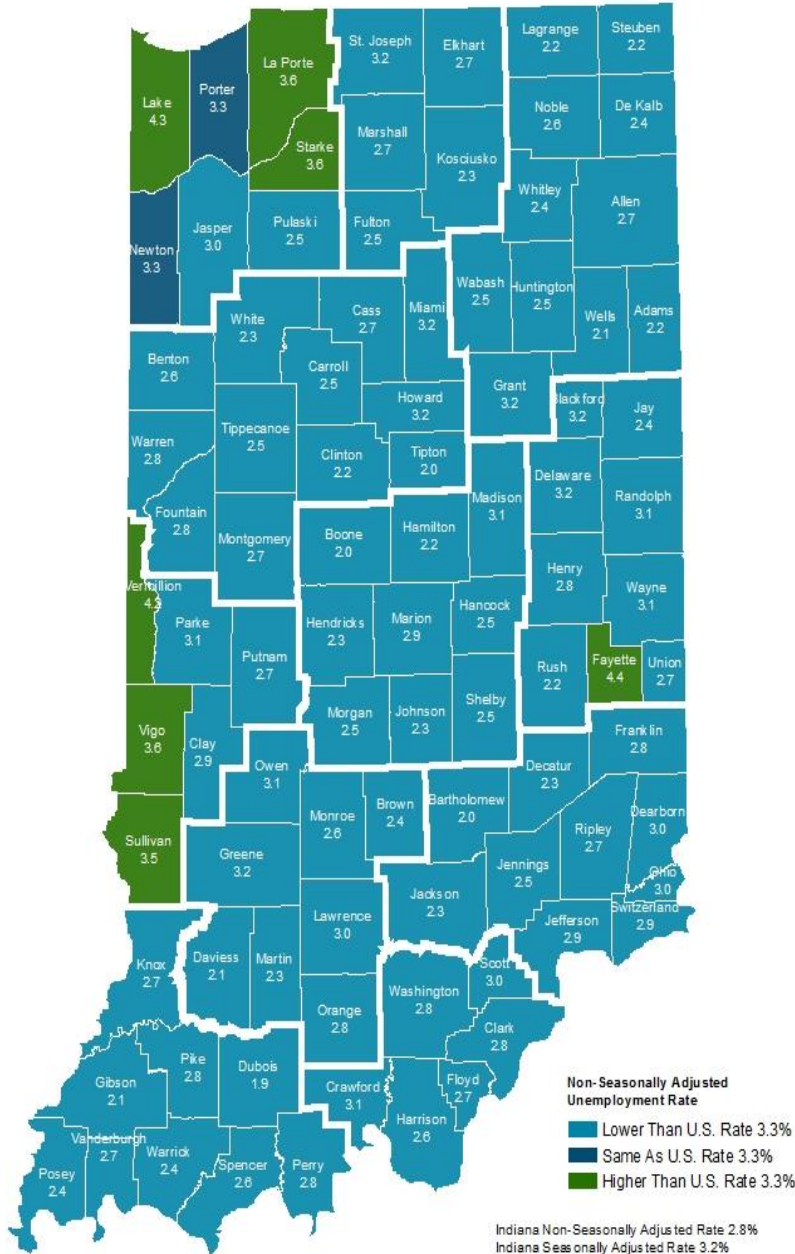 St. Joseph
3.2
Elkhart
2.7
Lagrange
2.2
Steuben
2.2
La Porte
3.6
Porter
3.3
Lake
4.3
Noble
2.6
De Kalb
2.4
Starke
3.6
Marshall
2.7
Kosciusko
2.3
Whitley
2.4
Allen
2.7
Newton
3.3
Jasper
3.0
Pulaski
2.5
Fulton
2.5
Wabash
2.5
Huntington
2.5
Wells
2.1
Adams
2.2
White
2.3
Cass
2.7
Miami
3.2
Benton
2.6
Carroll
2.5
Grant
3.2
Howard
3.2
Blackford
3.2
Jay
2.4
Tippecanoe
2.5
Warren
2.8
Clinton
2.2
Tipton
2.0
Delaware
3.2
Randolph
3.1
Madison
3.1
Fountain
2.8
Montgomery
2.7
Boone
2.0
Hamilton
2.2
Henry
2.8
Wayne
3.1
Vermillion
Parke
3.1
Hendricks
2.3
Marion
2.9
Hancock
2.5
Putnam
2.7
Rush
2.2
Fayette
4.4
Union
2.7
Morgan
2.5
Johnson
2.3
Shelby
2.5
Vigo
3.6
Clay
2.9
Owen
3.1
Franklin
2.8
Decatur
2.3
Monroe
2.6
Brown
2.4
Bartholomew
2.0
Dearborn
3.0
Ripley
2.7
Sullivan
3.5
Greene
3.2
Jennings
2.5
Ohio
3.0
Jackson
2.3
Lawrence
3.0
Jefferson
2.9
Switzerland
2.9
Knox
2.7
Daviess
2.1
Martin
2.3
Scott
3.0
Washington
2.8
Orange
2.8
Clark
2.8
Pike
2.8
Dubois
1.9
Gibson
2.1
Crawford
3.1
Floyd
2.7
Harrison
2.6
Vanderburgh
2.7
Warrick
2.4
Posey
2.4
Spencer
2.6
Perry
2.8
Non-Seasonally Adjusted
Unemployment Rate
Lower Than U.S. Rate 3.3%
Same As U.S. Rate 3.3%
Higher Than U.S. Rate 3.3%
Indiana Non-Seasonally Adjusted Rate 2.8%
Indiana Seasonally Adjusted Rate 3.2%